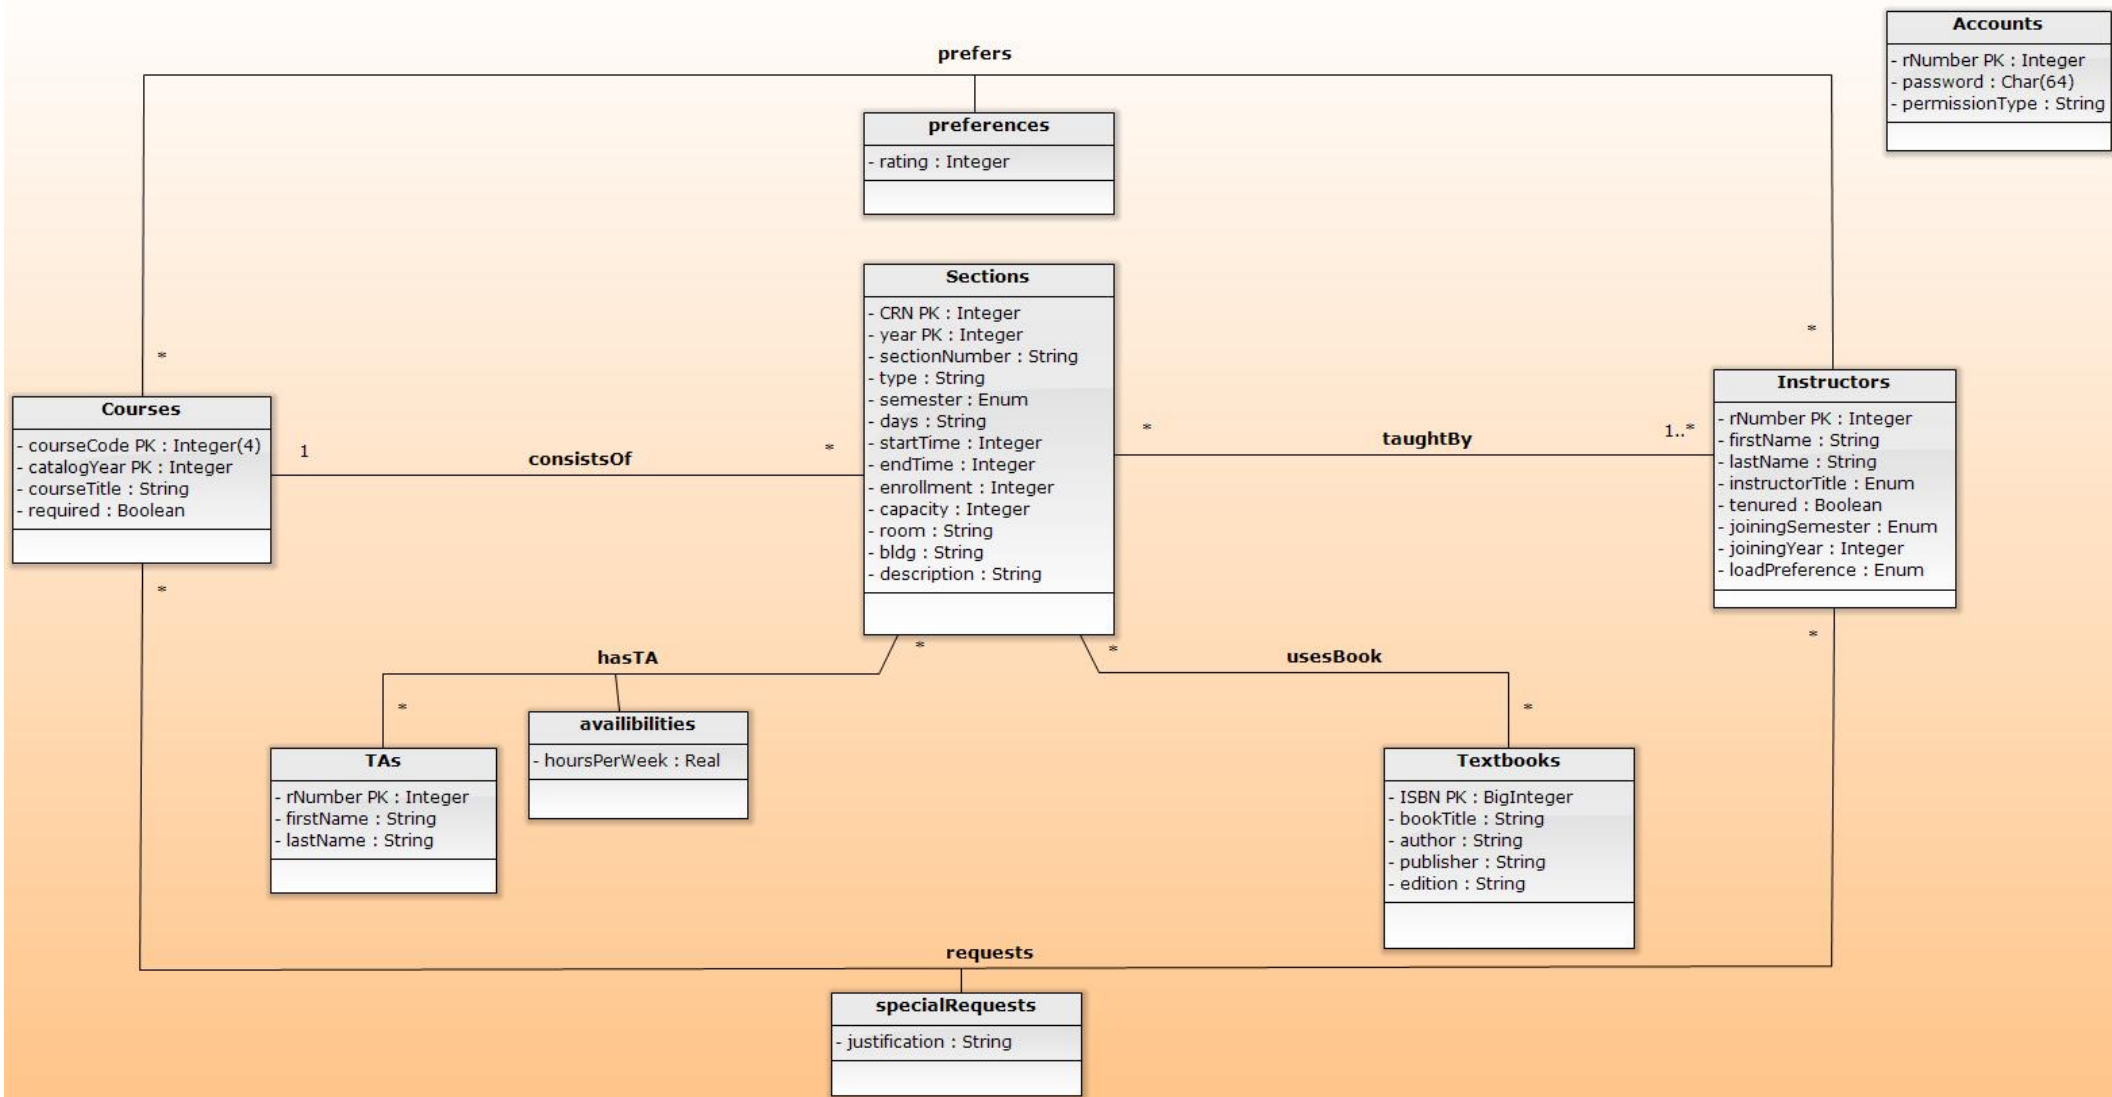 Accounts
- rNumber PK : Integer
- password : Char(64)
- permissionType : String
prefers
preferences
- rating : Integer
Sections
- CRN PK : Integer
- year PK : Integer
- sectionNumber : String
- type : String
- semester : Enum
- days : String
- startTime : Integer
- endTime : Integer
- enrollment : Integer
- capacity : Integer
- room : String
- bldg : String
- description : String
*
*
Courses
- courseCode PK : Integer(4)
- catalogYear PK : Integer
- courseTitle : String
- required : Boolean
1
consistsOf
*
*
taughtBy
1..*
Instructors
- rNumber PK : Integer
- firstName : String
- lastName : String
- instructorTitle : Enum
- tenured : Boolean
- joiningSemester : Enum
- joiningYear : Integer
- loadPreference : Enum
*
*
hasTA
*
*
usesBook
*
*
availibilities
- hoursPerWeek : Real
TAs
- rNumber PK : Integer
- firstName : String
- lastName : String
Textbooks
- ISBN PK : BigInteger
- bookTitle : String
- author : String
- publisher : String
- edition : String
requests
specialRequests
- justification : String